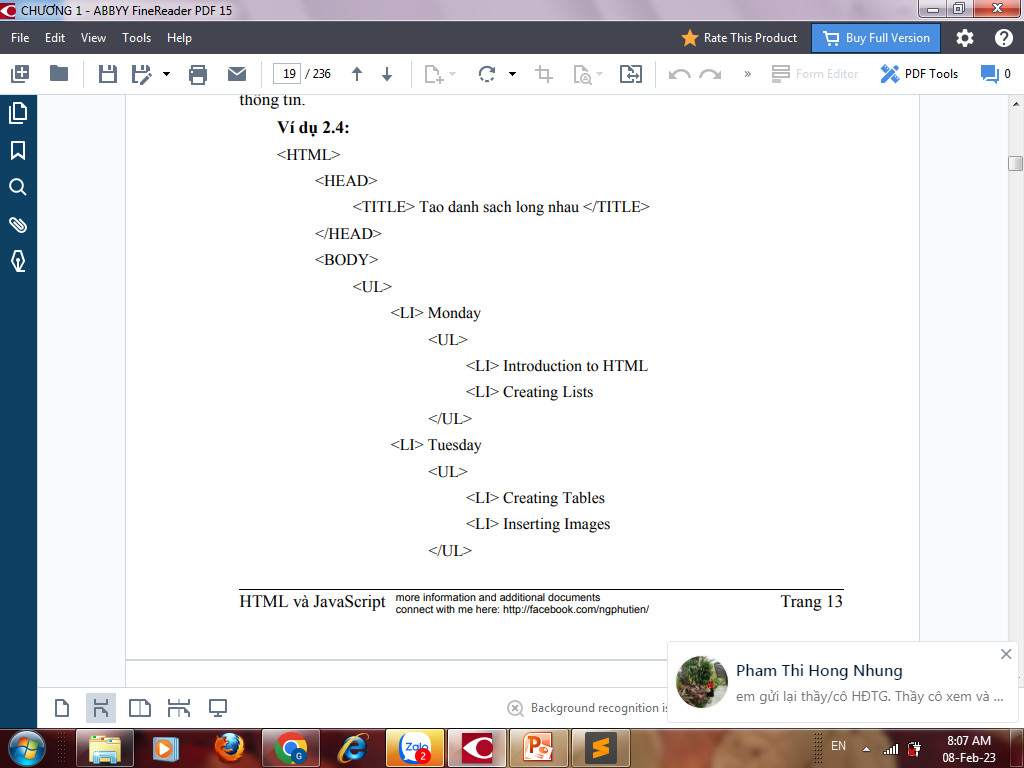 CHƯƠNG 1 - ABBYY FineReader PDF 15
File Edit View Tools Help
Rate This Product
Buy Full Version
19 / 236
Form Editor
PDF Tools
0
thông tin.
Ví dụ 2.4:
<HTML>
<HEAD>
<TITLE> Tao danh sach long nhau </TITLE>
</HEAD>
<BODY>
<UL>
<LI> Monday
<UL>
<LI> Introduction to HTML
<LI> Creating Lists
</UL>
<LI> Tuesday
<UL>
<LI> Creating Tables
<LI> Inserting Images
</UL>
HTML và JavaScript
more information and additional documents
connect with me here: http://facebook.com/ngphutien/
Trang 13
Pham Thi Hong Nhung
em gửi lại thầy/cô HĐTG. Thầy cô xem và ...
Background recognition is
Zalo
2
EN
8:07 AM
08-Feb-23